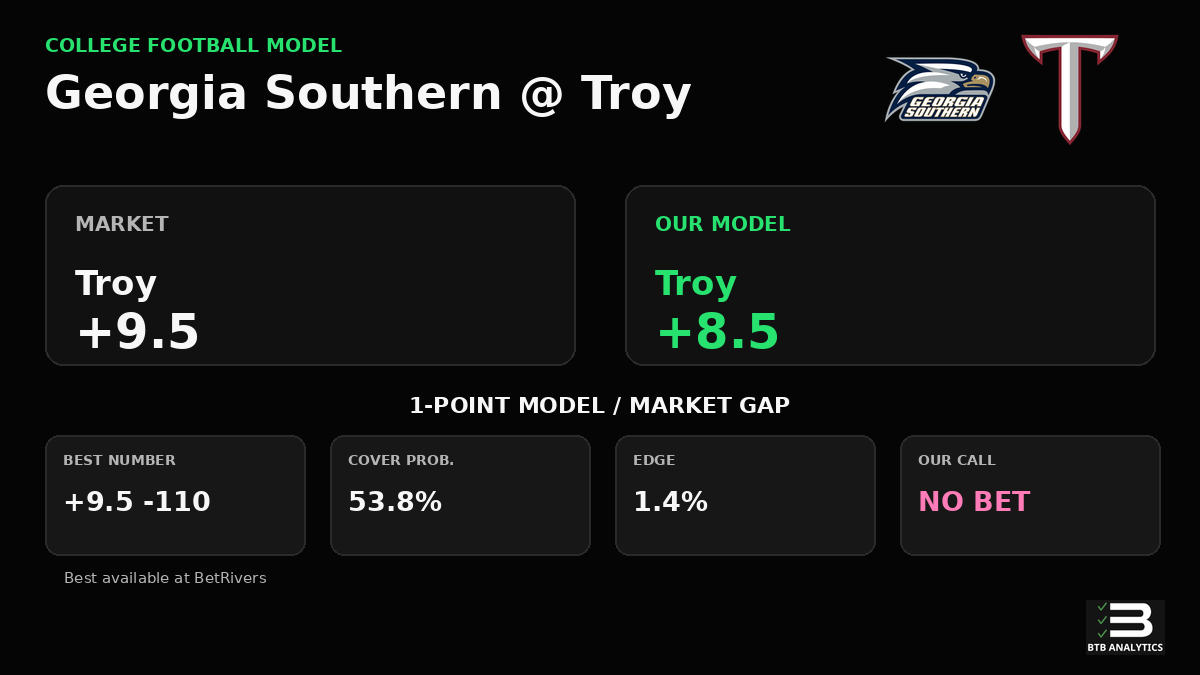 COLLEGE FOOTBALL MODEL
Georgia Southern @ Troy
GEORGIA
SOUTHERN
MARKET
Troy
+9.5
OUR MODEL
Troy
+8.5
1-POINT MODEL / MARKET GAP
BEST NUMBER
+9.5 -110
COVER PROB.
53.8%
EDGE
1.4%
OUR CALL
NO BET
Best available at BetRivers
BTB ANALYTICS